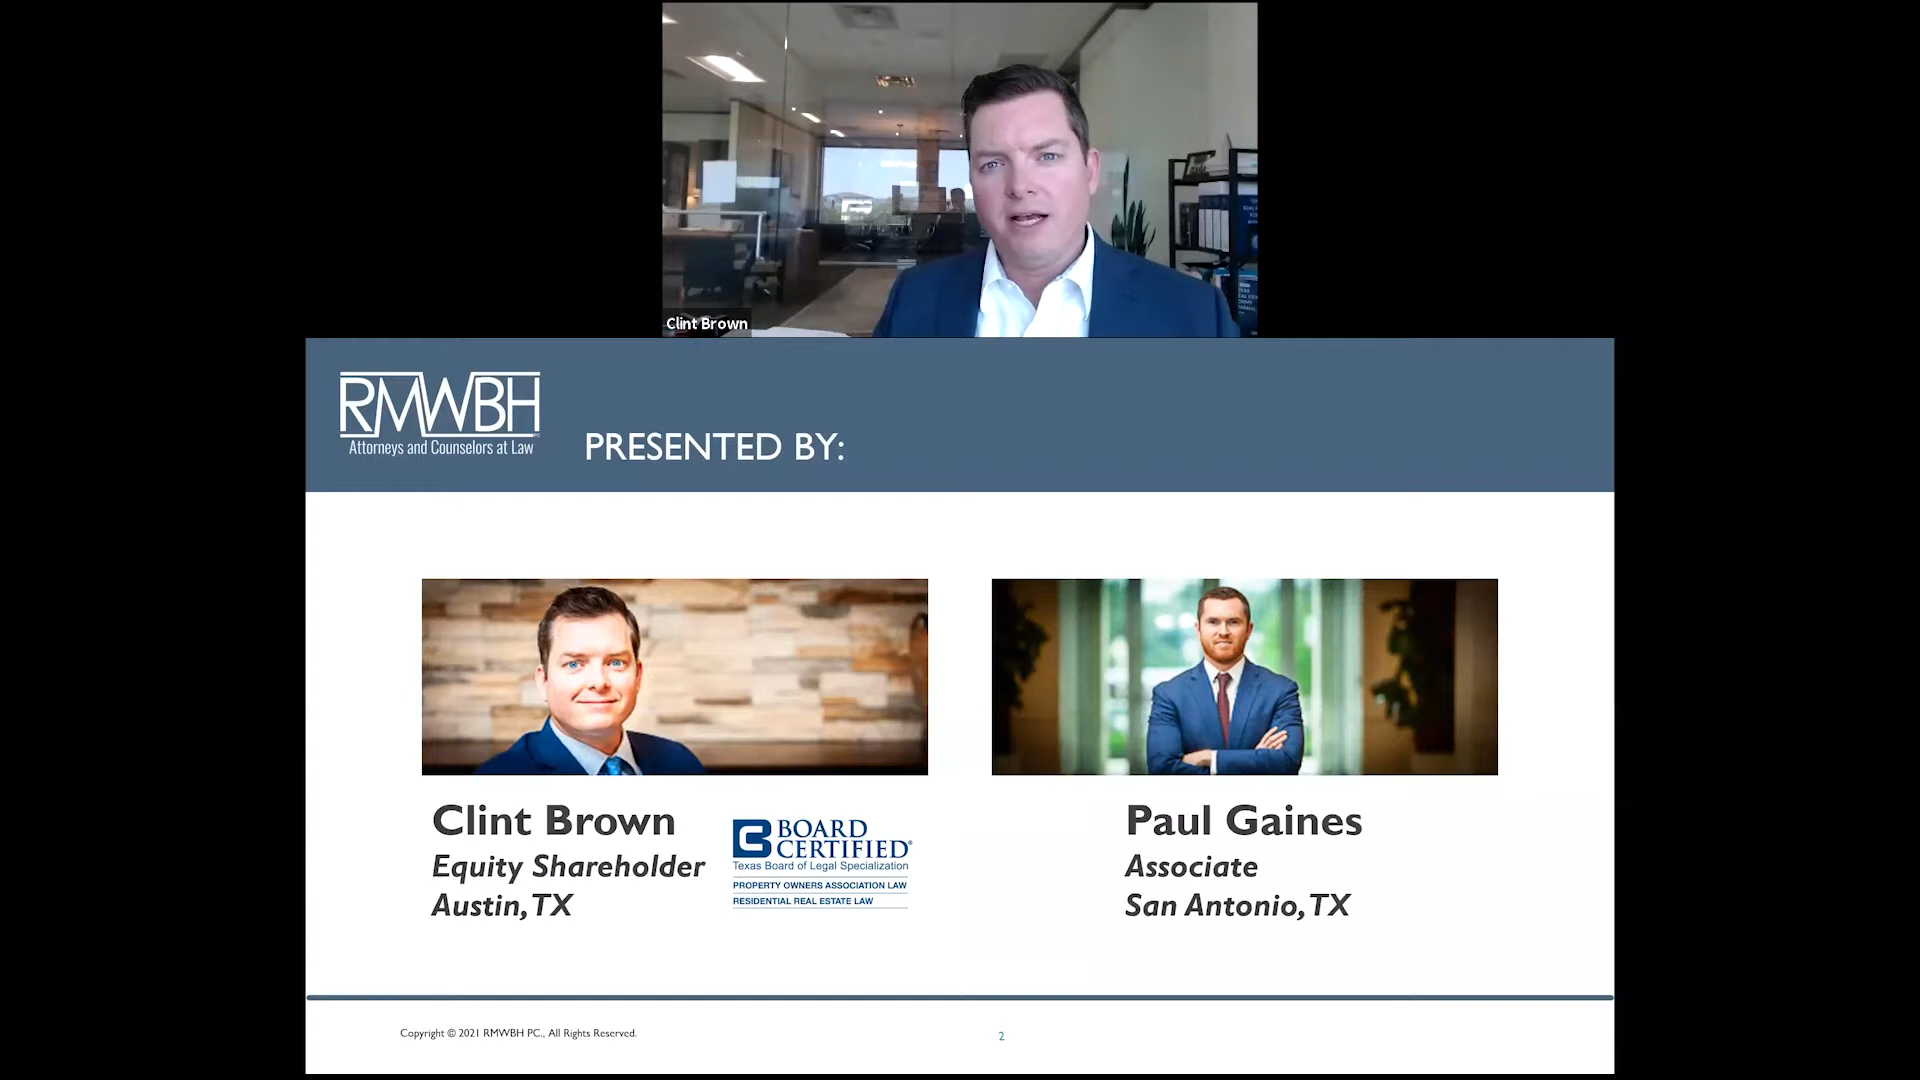 Clint Brown
RMWBH PC
Attorneys and Counselors at Law
PRESENTED BY:
Clint Brown
Equity Shareholder
Austin, TX
BOARD
CERTIFIED®
Texas Board of Legal Specialization
PROPERTY OWNERS ASSOCIATION LAW
RESIDENTIAL REAL ESTATE LAW
Paul Gaines
Associate
San Antonio, TX
Copyright © 2021 RMWBH PC., All Rights Reserved.
2